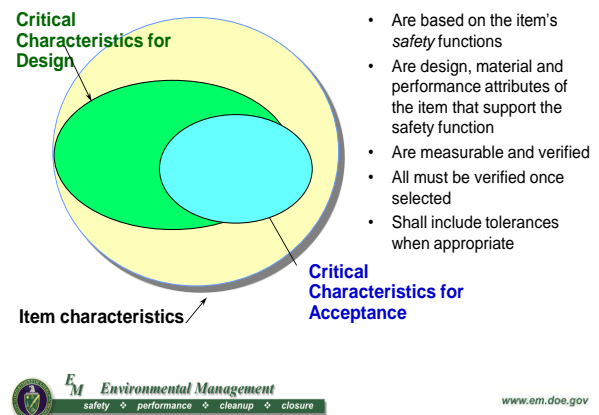 Critical
Characteristics for
Design
• Are based on the item’s
safety functions
• Are design, material and
performance attributes of
the item that support the
safety function
• Are measurable and verified
• All must be verified once
selected
• Shall include tolerances
when appropriate
Critical
Characteristics for
Acceptance
Item characteristics
EM Environmental Management
safety ❖ performance ❖ cleanup ❖ closure
www.em.doe.gov